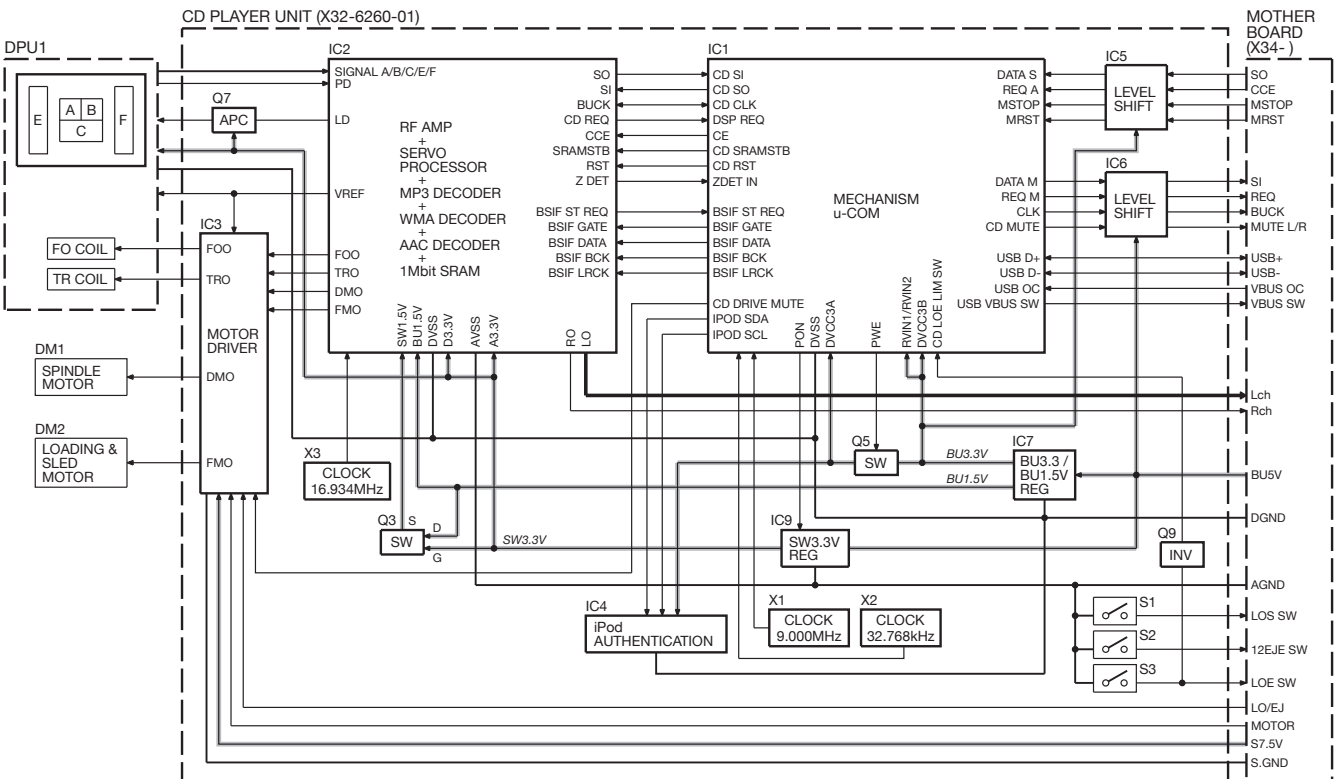 CD PLAYER UNIT (X32-6260-01)
MOTHER
BOARD
(X34- )
DPU1
E
A
B
C
F
Q7
APC
FO COIL
TR COIL
IC3
FOO
TRO
MOTOR
DRIVER
DMO
FMO
DM1
SPINDLE
MOTOR
DM2
LOADING &
SLED
MOTOR
IC2
SIGNAL A/B/C/E/F
PD
LD
VREF
FOO
TRO
DMO
FMO
RF AMP
+
SERVO
PROCESSOR
+
MP3 DECODER
+
WMA DECODER
+
AAC DECODER
+
1Mbit SRAM
SO
SI
BUCK
CD REQ
CCE
SRAMSTB
RST
Z DET
BSIF ST REQ
BSIF GATE
BSIF DATA
BSIF BCK
BSIF LRCK
SW1.5V
BU1.5V
DVSS
D3.3V
AVSS
A3.3V
RO
LO
IC1
CD SI
CD SO
CD CLK
DSP REQ
CE
CD SRAMSTB
CD RST
ZDET IN
BSIF ST REQ
BSIF GATE
BSIF DATA
BSIF BCK
BSIF LRCK
CD DRIVE MUTE
IPOD SDA
IPOD SCL
MECHANISM
u-COM
DATA S
REQ A
MSTOP
MRST
DATA M
REQ M
CLK
CD MUTE
USB D+
USB D-
USB OC
USB VBUS SW
PON
DVSS
DVCC3A
PWE
RVIN1/RVIN2
DVCC3B
CD LOE LIM SW
IC5
LEVEL
SHIFT
IC6
LEVEL
SHIFT
SO
CCE
MSTOP
MRST
SI
REQ
BUCK
MUTE L/R
USB+
USB-
VBUS OC
VBUS SW
Lch
Rch
BU5V
DGND
AGND
LOS SW
12EJE SW
LOE SW
LO/EJ
MOTOR
S7.5V
S.GND
X3
CLOCK
16.934MHz
Q3
S
D
G
SW
SW3.3V
Q5
SW
BU3.3V
BU1.5V
IC7
BU3.3 /
BU1.5V
REG
IC9
SW3.3V
REG
Q9
INV
IC4
iPod
AUTHENTICATION
X1
CLOCK
9.000MHz
X2
CLOCK
32.768kHz
S1
S2
S3